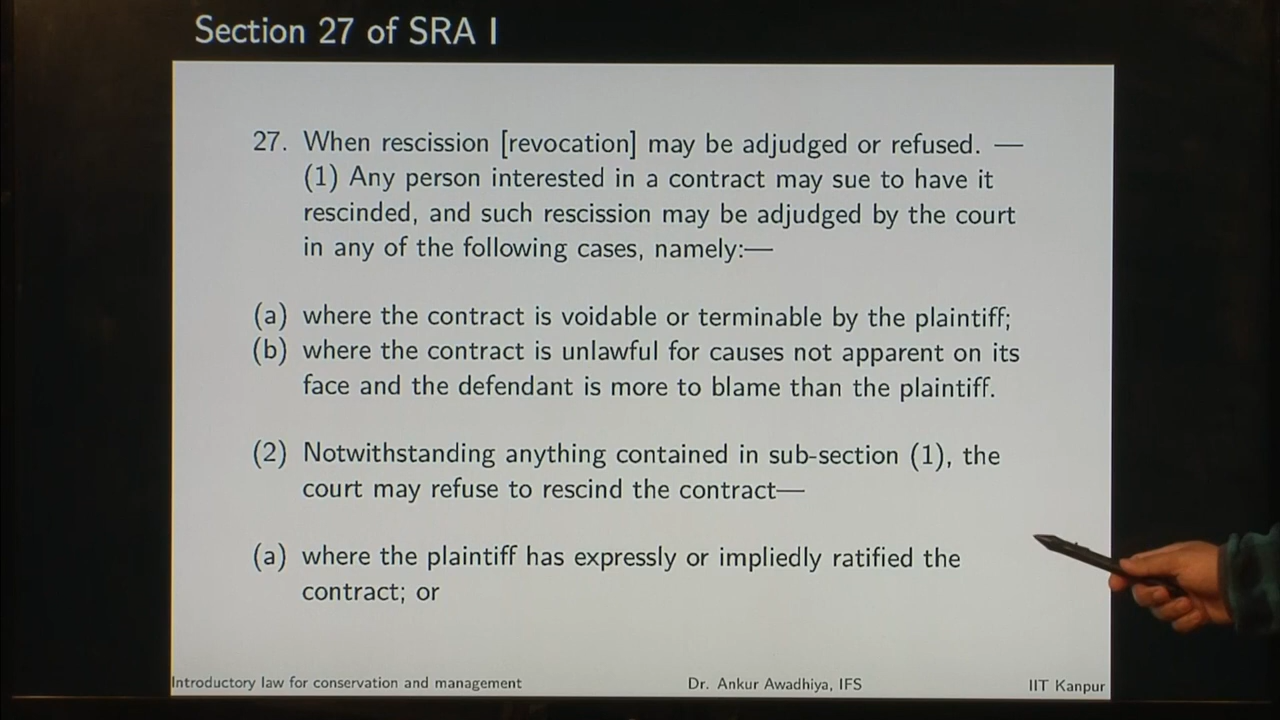 Section 27 of SRA I
27. When rescission [revocation] may be adjudged or refused. —
(1) Any person interested in a contract may sue to have it
rescinded, and such rescission may be adjudged by the court
in any of the following cases, namely:—
(a) where the contract is voidable or terminable by the plaintiff;
(b) where the contract is unlawful for causes not apparent on its
face and the defendant is more to blame than the plaintiff.
(2) Notwithstanding anything contained in sub-section (1), the
court may refuse to rescind the contract—
(a) where the plaintiff has expressly or impliedly ratified the
contract; or
Introductory law for conservation and management Dr. Ankur Awadhiya, IFS IIT Kanpur